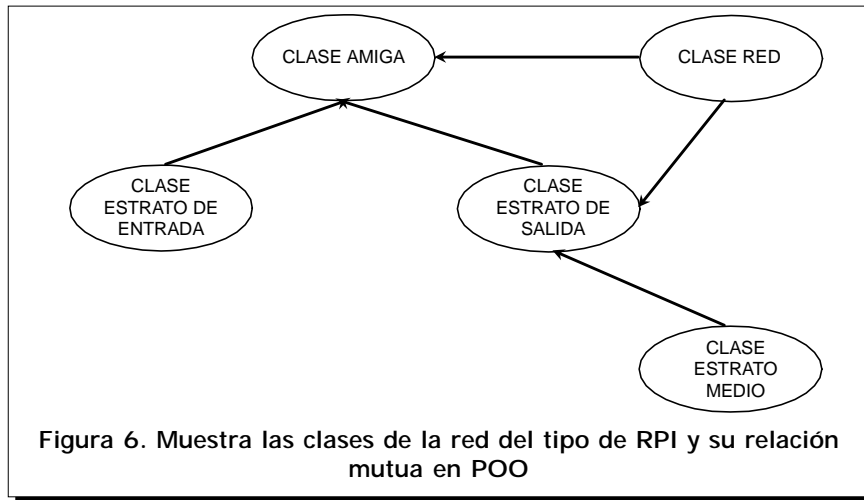 CLASE AMIGA
CLASE RED
CLASE
ESTRATO DE
ENTRADA
CLASE
ESTRATO DE
SALIDA
CLASE
ESTRATO
MEDIO
Figura 6. Muestra las clases de la red del tipo de RPI y su relación
mutua en POO